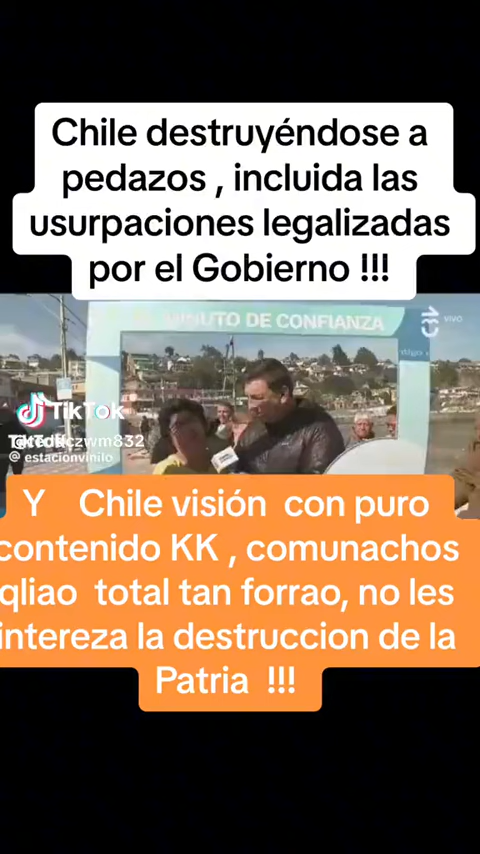 Chile destruyéndose a
pedazos , incluida las
usurpaciones legalizadas
por el Gobierno !!!
MINUTO DE CONFIANZA
VIVO
TikTok
@estacionvinilo
Y Chile visión con puro
contenido KK , comunachos
qliao total tan forrao, no les
intereza la destruccion de la
Patria !!!